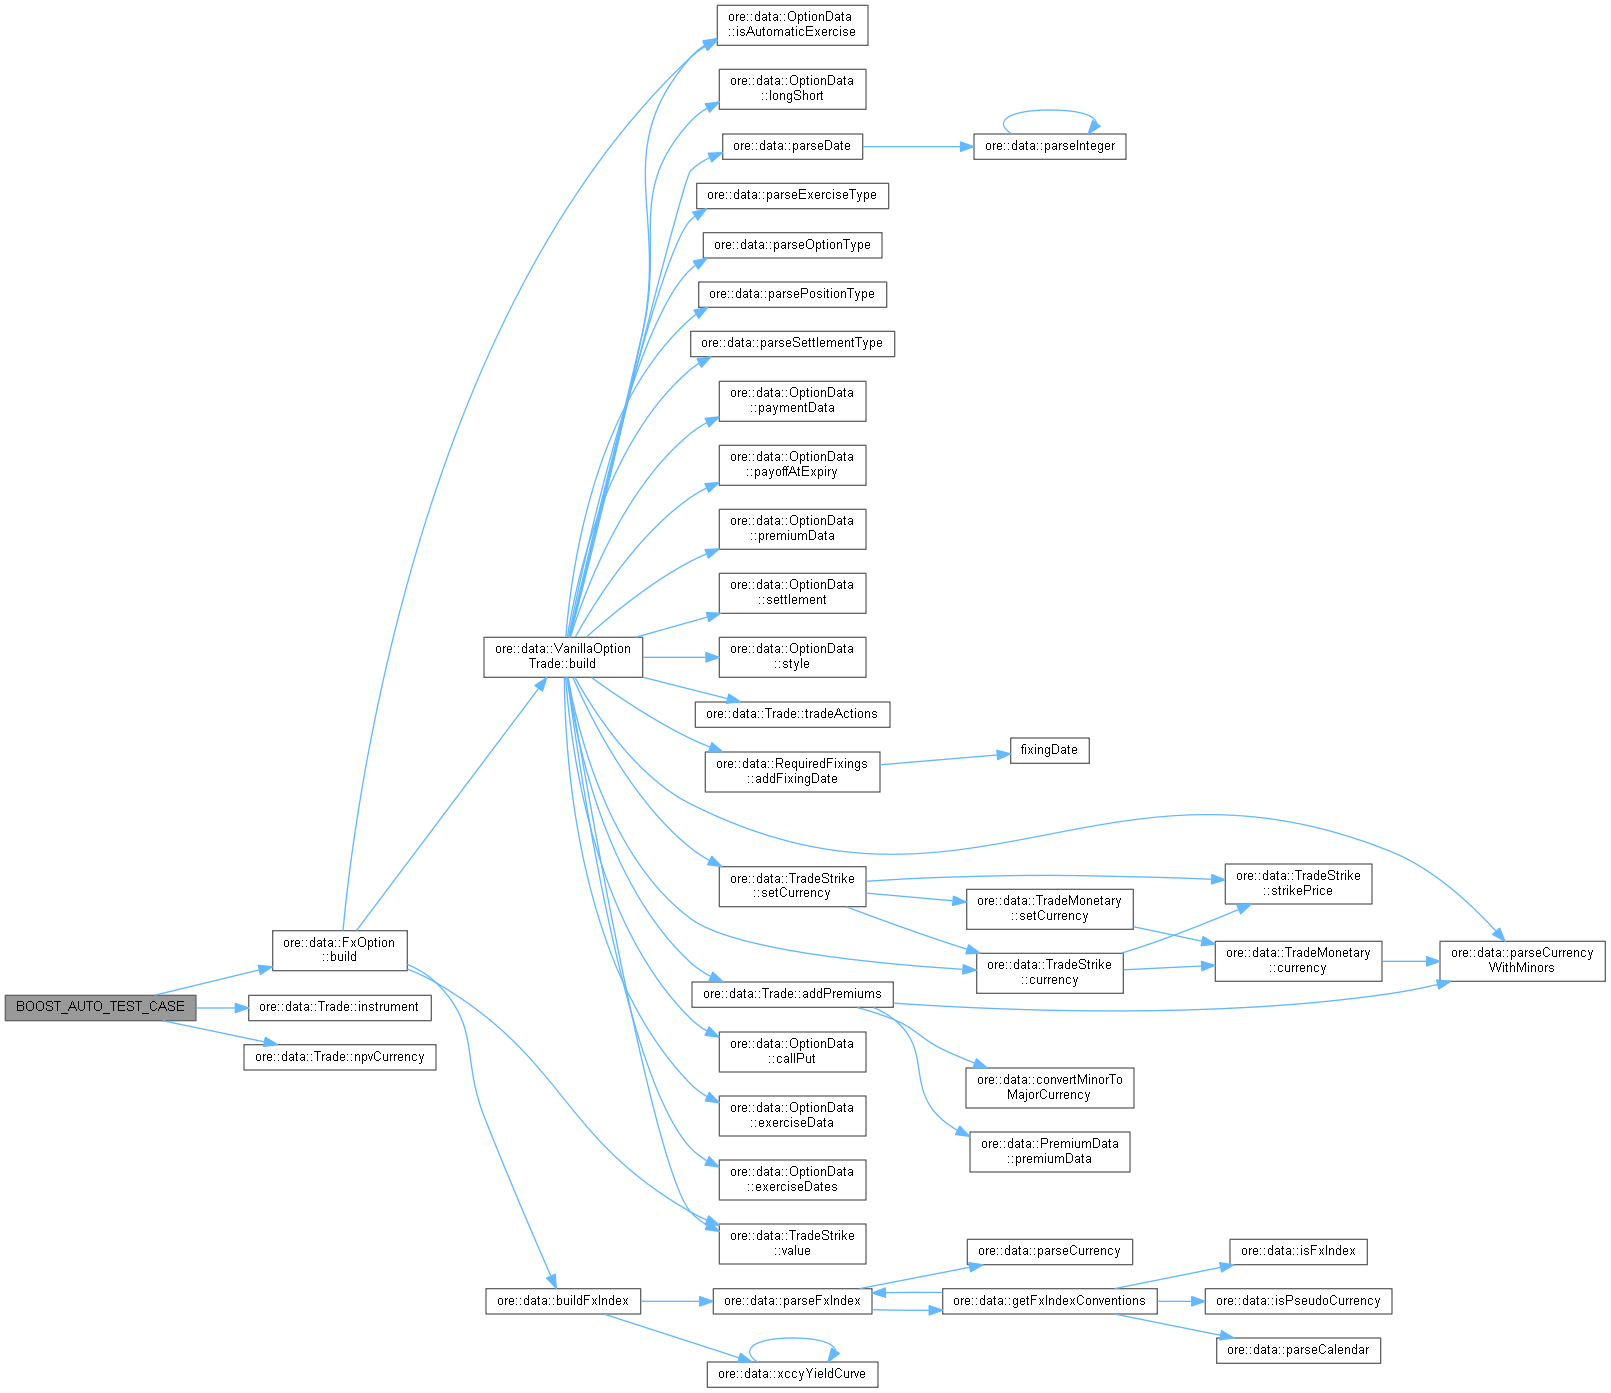 ore::data::OptionData
::isAutomaticExercise
ore::data::OptionData
::longShort
ore::data::parseDate
ore::data::parseInteger
ore::data::parseExerciseType
ore::data::parseOptionType
ore::data::parsePositionType
ore::data::parseSettlementType
ore::data::OptionData
::paymentData
ore::data::OptionData
::payoffAtExpiry
ore::data::OptionData
::premiumData
ore::data::OptionData
::settlement
ore::data::VanillaOption
Trade::build
ore::data::OptionData
::style
ore::data::Trade::tradeActions
ore::data::RequiredFixings
::addFixingDate
fixingDate
ore::data::TradeStrike
::setCurrency
ore::data::TradeMonetary
::setCurrency
ore::data::TradeStrike
::strikePrice
ore::data::FxOption
::build
ore::data::TradeStrike
::currency
ore::data::TradeMonetary
::currency
ore::data::parseCurrency
WithMinors
BOOST_AUTO_TEST_CASE
ore::data::Trade::instrument
ore::data::Trade::addPremiums
ore::data::Trade::npvCurrency
ore::data::OptionData
::callPut
ore::data::convertMinorTo
MajorCurrency
ore::data::OptionData
::exerciseData
ore::data::PremiumData
::premiumData
ore::data::OptionData
::exerciseDates
ore::data::TradeStrike
::value
ore::data::parseCurrency
ore::data::isFxIndex
ore::data::buildFxIndex
ore::data::parseFxIndex
ore::data::getFxIndexConventions
ore::data::isPseudoCurrency
ore::data::parseCalendar
ore::data::xccyYieldCurve